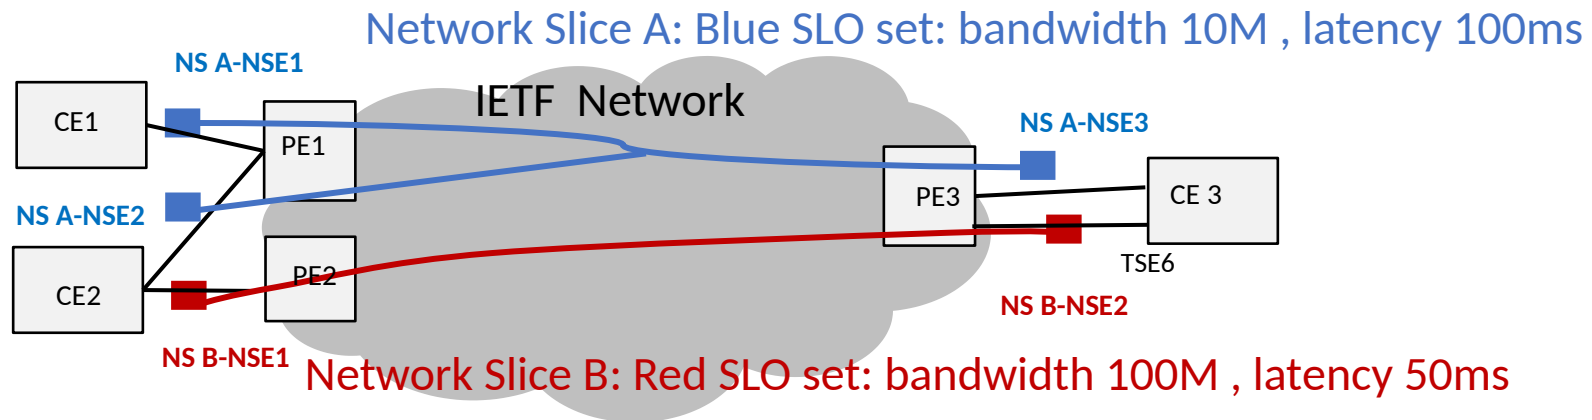 Network Slice A: Blue SLO set: bandwidth 10M , latency 100ms
NS A-NSE1
IETF  Network
CE1
PE1
NS A-NSE3
NS A-NSE2
PE3
CE 3
CE2
PE2
TSE6
NS B-NSE2
NS B-NSE1
Network Slice B: Red SLO set: bandwidth 100M , latency 50ms